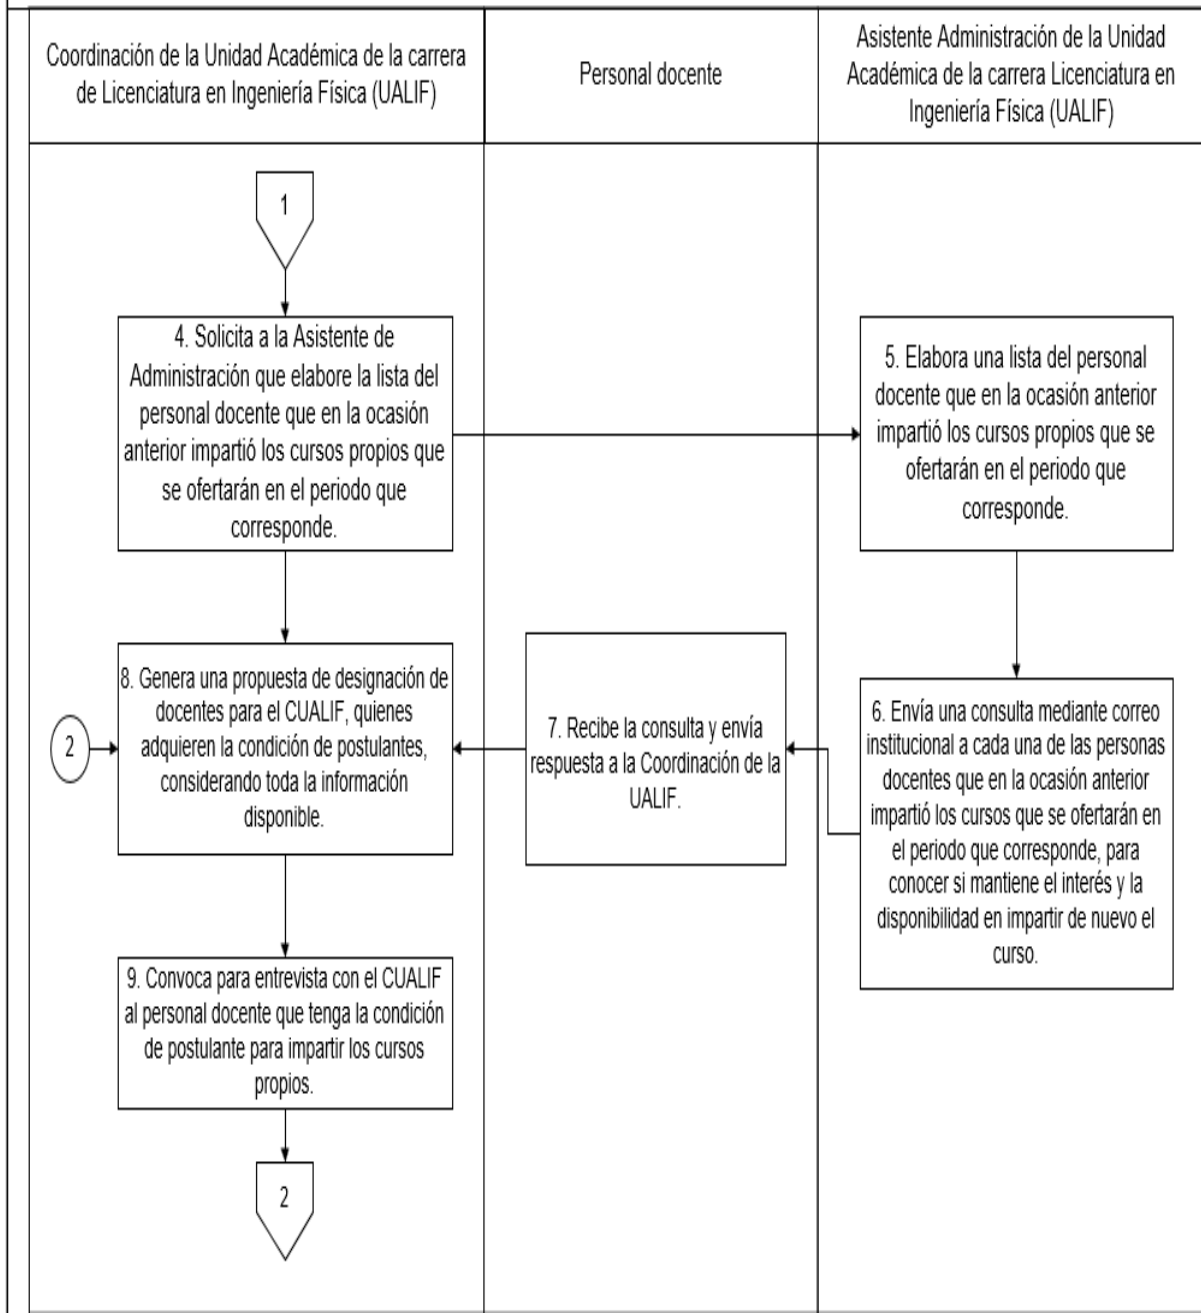 Coordinación de la Unidad Académica de la carrera
de Licenciatura en Ingeniería Física (UALIF)
Personal docente
Asistente Administración de la Unidad
Académica de la carrera Licenciatura en
Ingeniería Física (UALIF)
1
4. Solicita a la Asistente de
Administración que elabore la lista del
personal docente que en la ocasión
anterior impartió los cursos propios que
se ofertarán en el periodo que
corresponde.
5. Elabora una lista del personal
docente que en la ocasión anterior
impartió los cursos propios que se
ofertarán en el periodo que
corresponde.
6. Envía una consulta mediante correo
institucional a cada una de las personas
docentes que en la ocasión anterior
impartió los cursos que se ofertarán en
el periodo que corresponde, para
conocer si mantiene el interés y la
disponibilidad en impartir de nuevo el
curso.
7. Recibe la consulta y envía
respuesta a la Coordinación de la
UALIF.
2
8. Genera una propuesta de designación de
docentes para el CUALIF, quienes
adquieren la condición de postulantes,
considerando toda la información
disponible.
9. Convoca para entrevista con el CUALIF
al personal docente que tenga la condición
de postulante para impartir los cursos
propios.
2